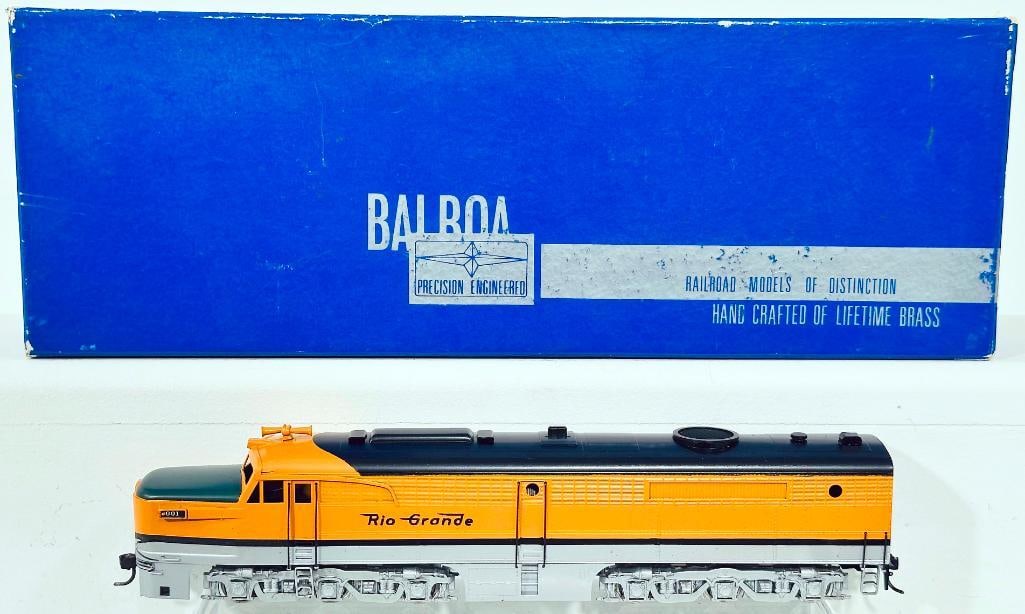 BALBOA
PRECISION ENGINEERED
RAILROAD MODELS OF DISTINCTION
HAND CRAFTED OF LIFETIME BRASS
Rio Grande